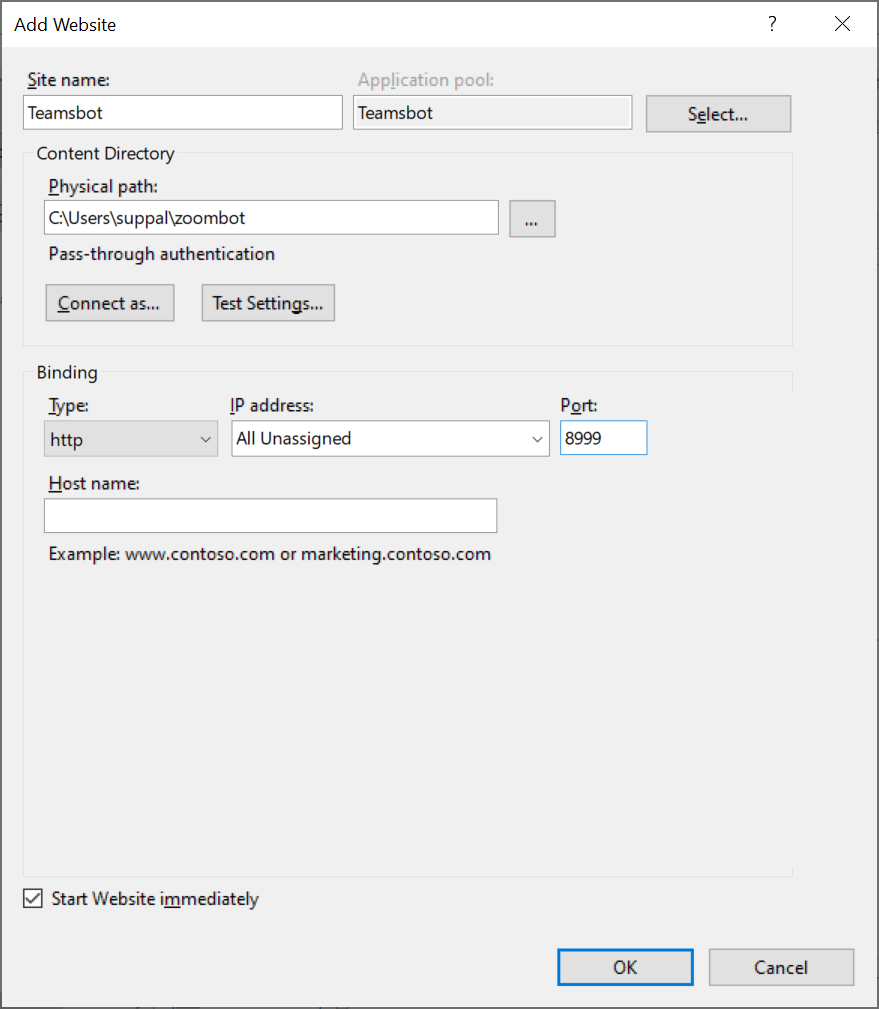 Add Website
?
Site name:
Application pool:
Teamsbot
Teamsbot
Select...
Content Directory
Physical path:
C:\Users\suppal\zoombot
...
Pass-through authentication
Connect as...
Test Settings...
Binding
Type:
IP address:
Port:
http
All Unassigned
8999
Host name:
Example: www.contoso.com or marketing.contoso.com
Start Website immediately
OK
Cancel